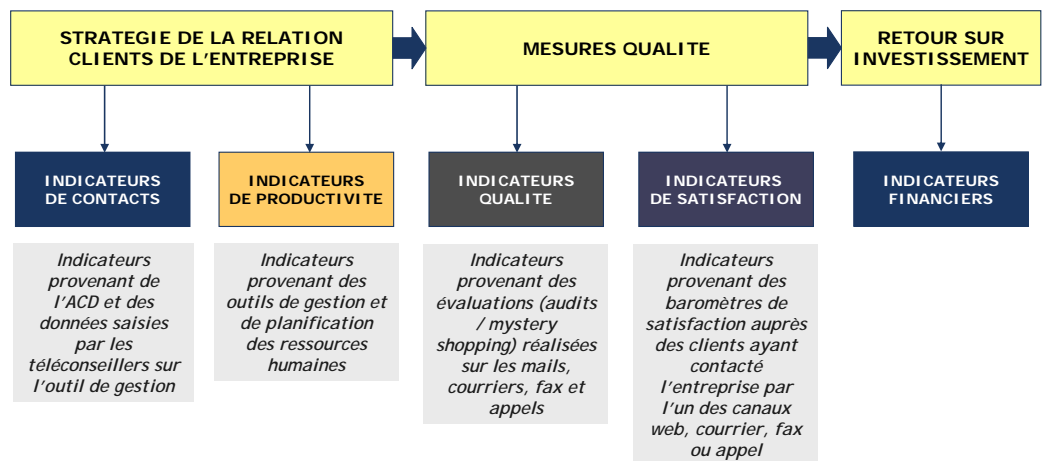 STRATEGIE DE LA RELATION
CLIENTS DE L'ENTREPRISE
MESURES QUALITE
RETOUR SUR
INVESTISSEMENT
INDICATEURS
DE CONTACTS
INDICATEURS
DE PRODUCTIVITE
INDICATEURS
QUALITE
INDICATEURS
DE SATISFACTION
INDICATEURS
FINANCIERS
Indicateurs
provenant de
l'ACD et des
données saisies
par les
téléconseillers sur
l'outil de gestion
Indicateurs
provenant des
outils de gestion et
de planification
des ressources
humaines
Indicateurs
provenant des
évaluations (audits
/ mystery
shopping) réalisées
sur les mails,
courriers, fax et
appels
Indicateurs
provenant des
baromètres de
satisfaction auprès
des clients ayant
contacté
l'entreprise par
l'un des canaux
web, courrier, fax
ou appel